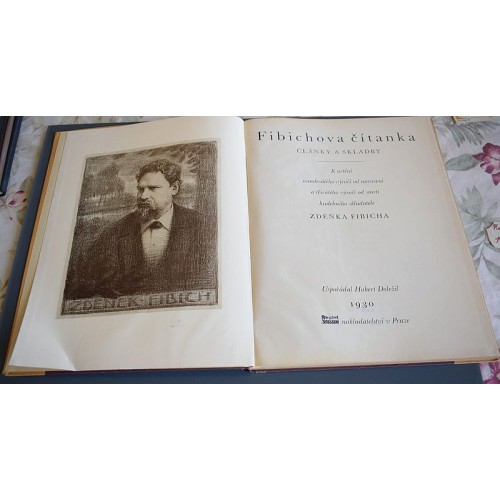 ZDENĚK FIBICH
Fibichova čítanka
ČLÁNKY A SKLADBY
K uctění
osmdesátého výročí od narození
a třicátého výročí od smrti
hudebního skladatele
ZDEŇKA FIBICHA
Uspořádal Hubert Doležil
1930
nakladatelství v Praze